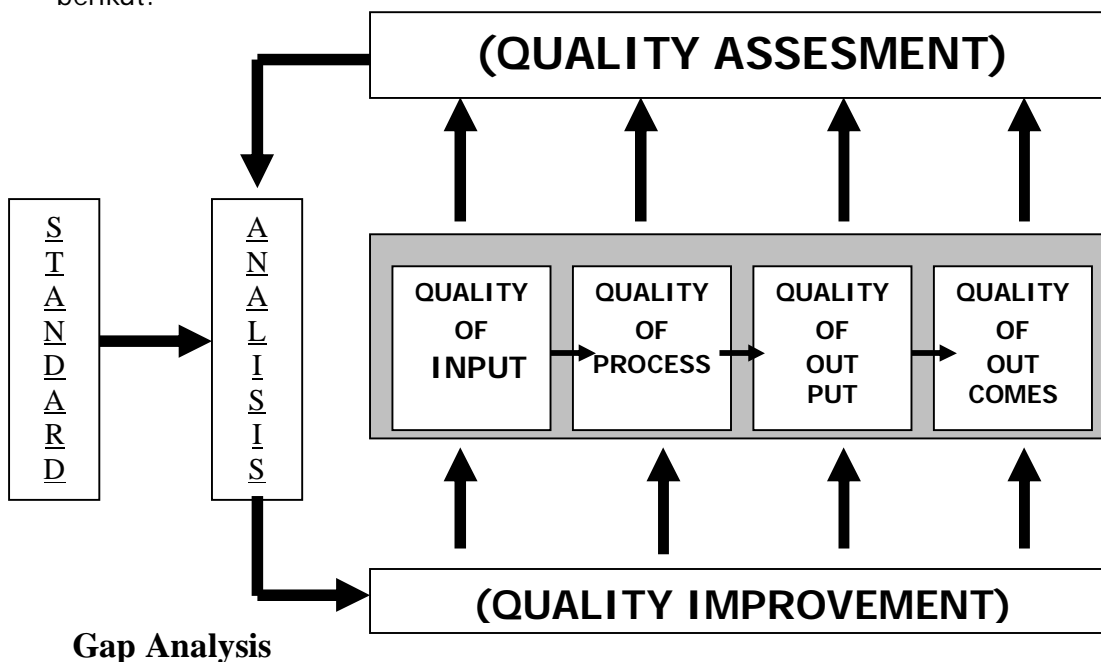 berikut:
(QUALITY ASSESMENT)
S
T
A
N
D
A
R
D
A
N
A
L
I
S
I
S
QUALITY
OF
INPUT
QUALITY
OF
PROCESS
QUALITY
OF
OUT
PUT
QUALITY
OF
OUT
COMES
(QUALITY IMPROVEMENT)
Gap Analysis